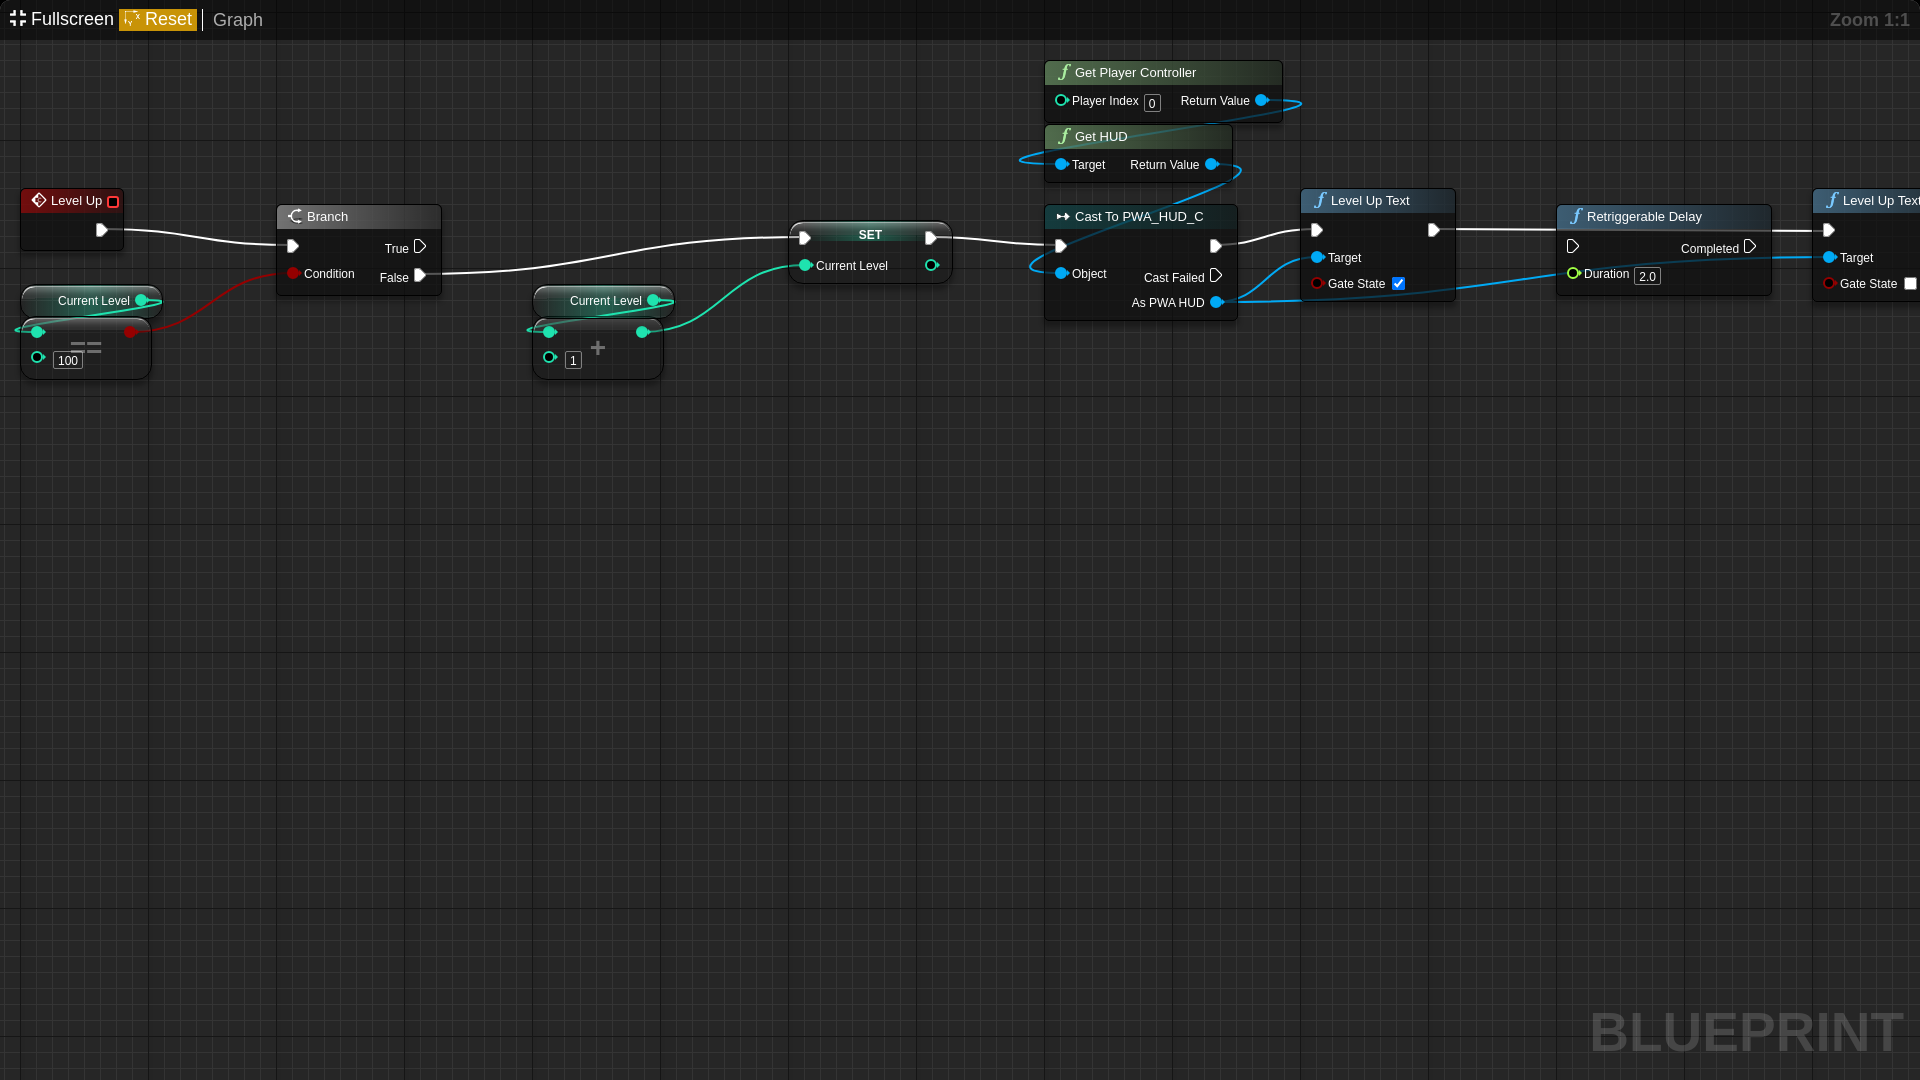 Fullscreen Reset Graph
Zoom 1:1
Get Player Controller
Player Index 0 Return Value
Get HUD
Target Return Value
Level Up
Branch
True
Condition
False
Current Level
==
100
Current Level
+
1
SET
Current Level
Cast To PWA_HUD_C
Object
Cast Failed
As PWA HUD
Level Up Text
Target
Gate State
Retriggerable Delay
Completed
Duration 2.0
Level Up Text
Target
Gate State
BLUEPRINT